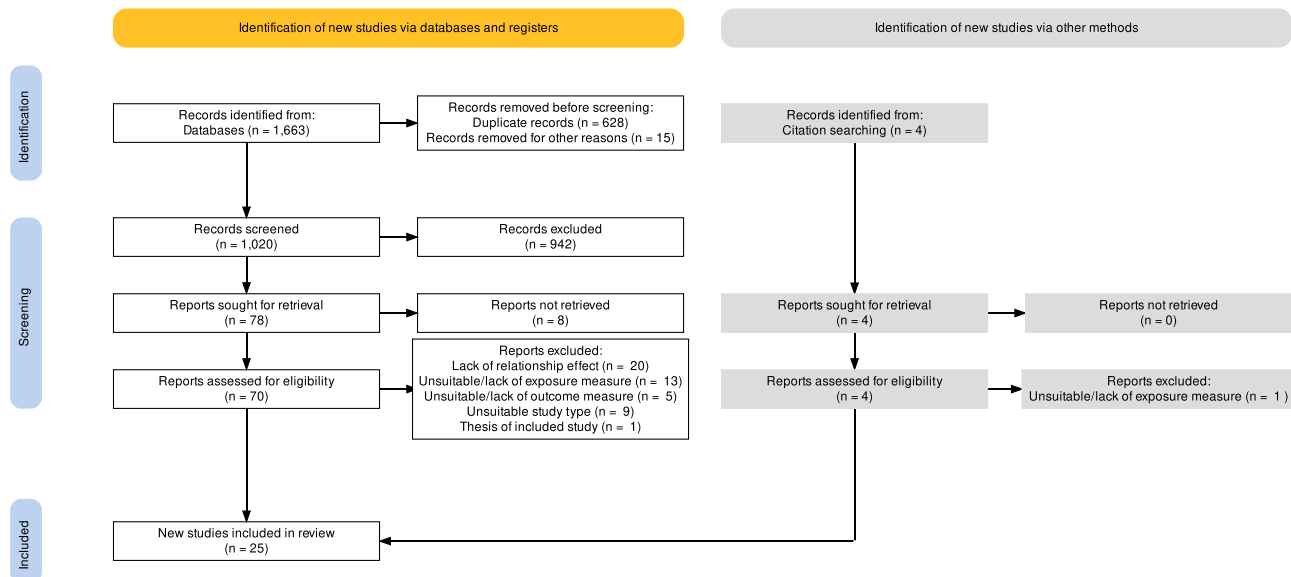 Identification of new studies via databases and registers
Identification of new studies via other methods
Identification
Records identified from:
Databases (n = 1,663)
Records removed before screening:
Duplicate records (n = 628)
Records removed for other reasons (n = 15)
Records identified from:
Citation searching (n = 4)
Screening
Records screened
(n = 1,020)
Records excluded
(n = 942)
Reports sought for retrieval
(n = 78)
Reports not retrieved
(n = 8)
Reports sought for retrieval
(n = 4)
Reports not retrieved
(n = 0)
Reports assessed for eligibility
(n = 70)
Reports excluded:
Lack of relationship effect (n = 20)
Unsuitable/lack of exposure measure (n = 13)
Unsuitable/lack of outcome measure (n = 5)
Unsuitable study type (n = 9)
Thesis of included study (n = 1)
Reports assessed for eligibility
(n = 4)
Reports excluded:
Unsuitable/lack of exposure measure (n = 1 )
Included
New studies included in review
(n = 25)